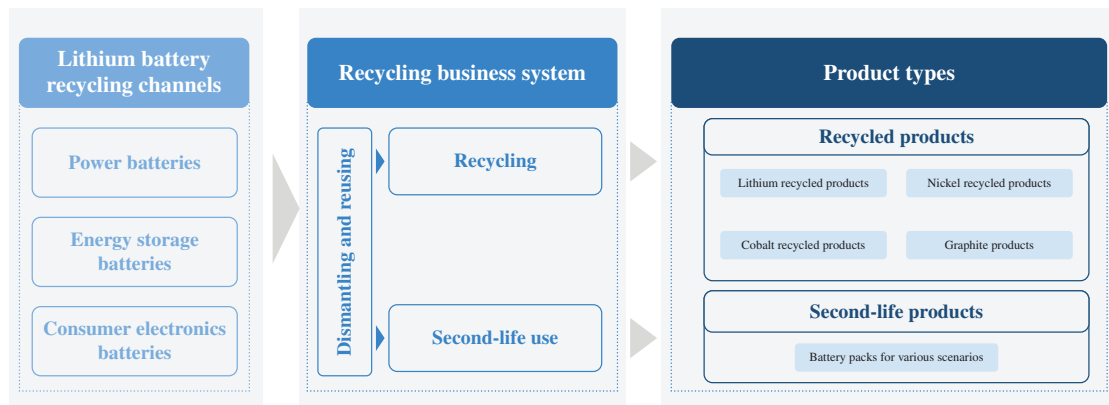 Lithium battery
recycling channels
Power batteries
Energy storage
batteries
Consumer electronics
batteries
Recycling business system
Dismantling and reusing
Recycling
Second-life use
Product types
Recycled products
Lithium recycled products
Nickel recycled products
Cobalt recycled products
Graphite products
Second-life products
Battery packs for various scenarios